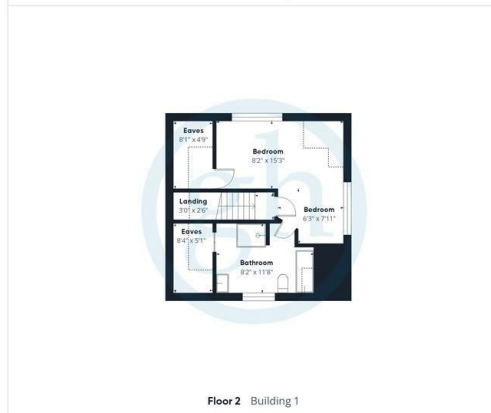 Eaves
8'1" x 4'9"
Bedroom
8'2" x 15'3"
Landing
3'0" x 2'6"
Bedroom
6'3" x 7'11"
Eaves
8'4" x 5'1"
Bathroom
8'2" x 11'8"
Floor 2 Building 1